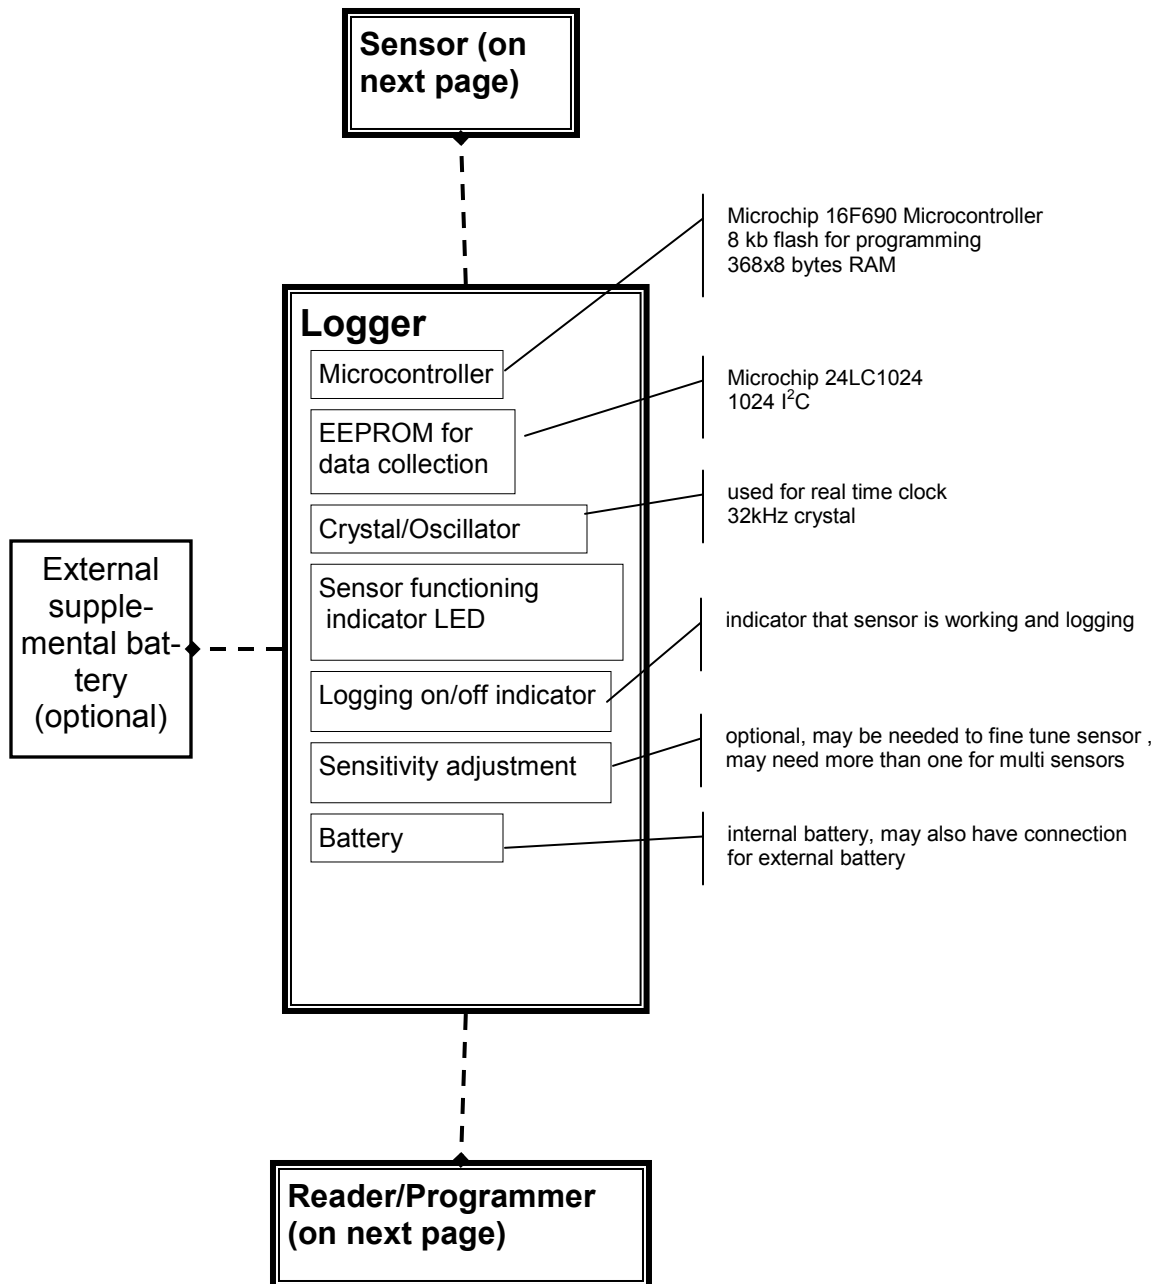 Sensor (on
next page)
Microchip 16F690 Microcontroller
8 kb flash for programming
368x8 bytes RAM
Logger
Microcontroller
Microchip 24LC1024
1024 I²C
EEPROM for
data collection
used for real time clock
32kHz crystal
Crystal/Oscillator
External
supple-
mental bat-
tery
(optional)
Sensor functioning
indicator LED
indicator that sensor is working and logging
Logging on/off indicator
optional, may be needed to fine tune sensor ,
may need more than one for multi sensors
Sensitivity adjustment
Battery
internal battery, may also have connection
for external battery
Reader/Programmer
(on next page)